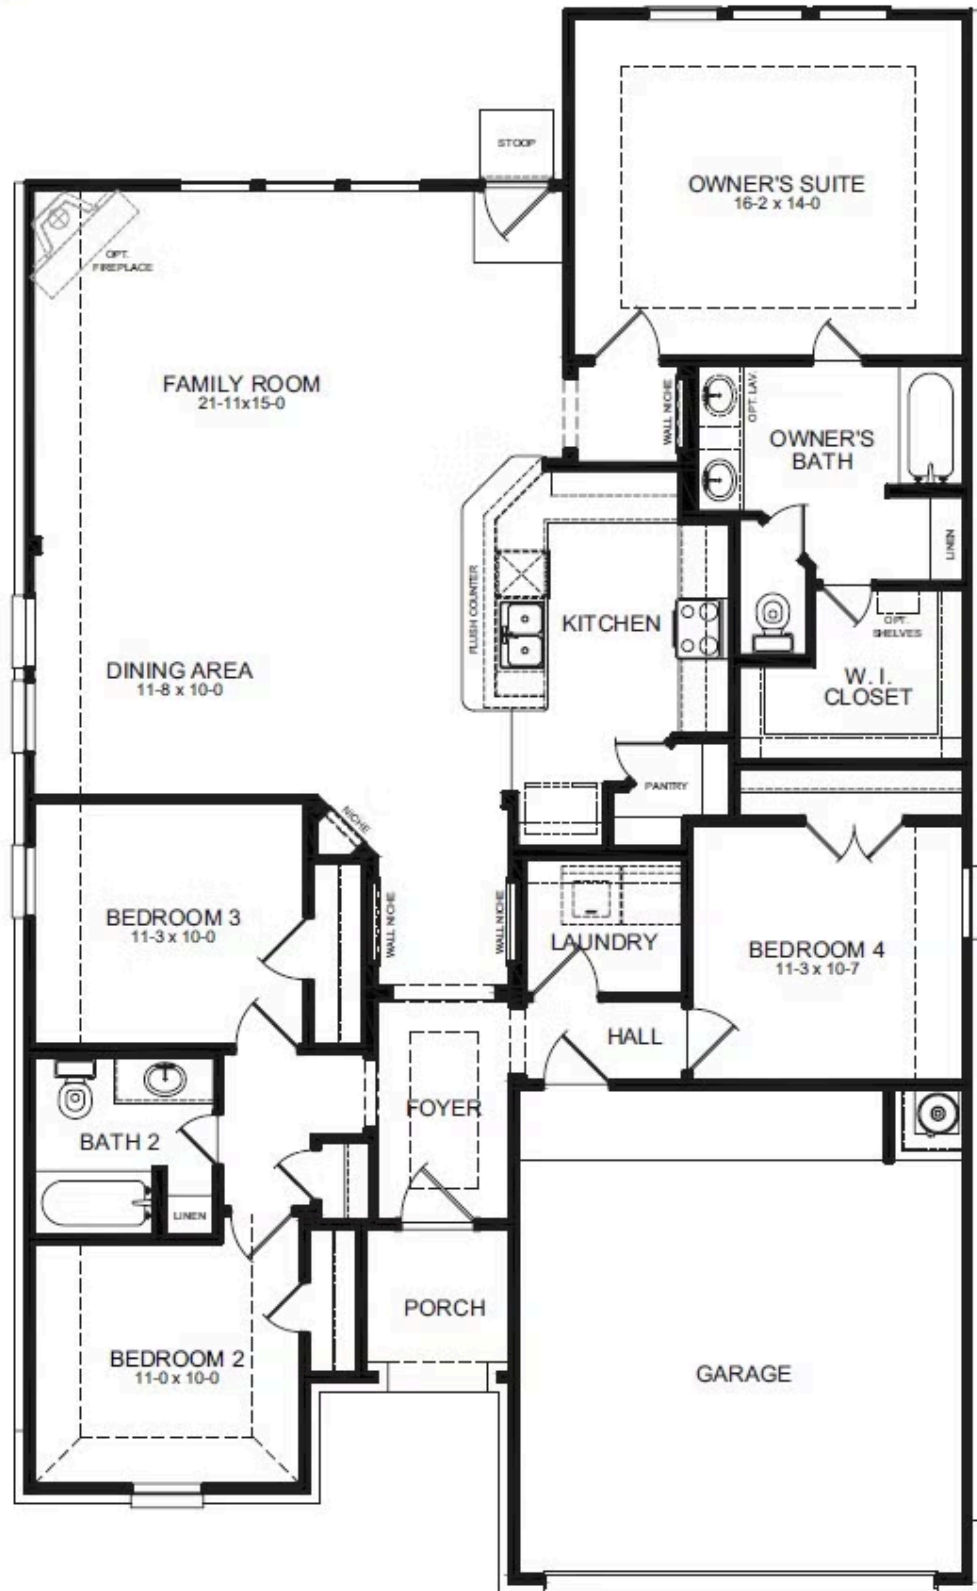 STOOP
OWNER'S SUITE
16-2 x 14-0
OPT.
FIREPLACE
FAMILY ROOM
21-11x15-0
WALL NICHE
OPT. LAV.
OWNER'S
BATH
LINEN
FLUSH COUNTER
KITCHEN
OPT.
SHELVES
DINING AREA
11-8 x 10-0
W. I.
CLOSET
PANTRY
NICHE
BEDROOM 3
11-3 x 10-0
WALL NICHE
WALL NICHE
LAUNDRY
BEDROOM 4
11-3 x 10-7
HALL
FOYER
BATH 2
LINEN
PORCH
BEDROOM 2
11-0 x 10-0
GARAGE